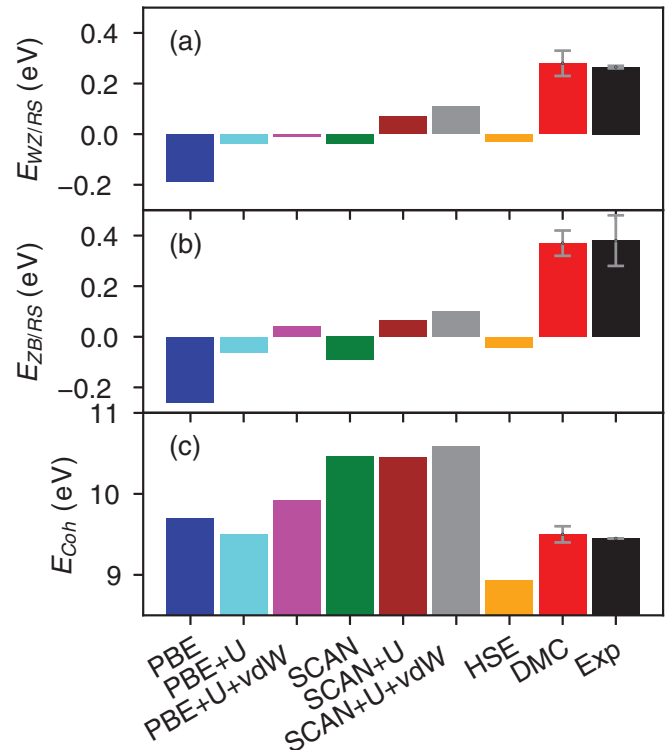 (a)
E_WZ/RS (eV)
0.4
0.2
0.0
−0.2
(b)
E_ZB/RS (eV)
0.4
0.2
0.0
−0.2
(c)
E_Coh (eV)
11
10
9
PBE
PBE+U
PBE+U+vdW
SCAN
SCAN+U
SCAN+U+vdW
HSE
DMC
Exp